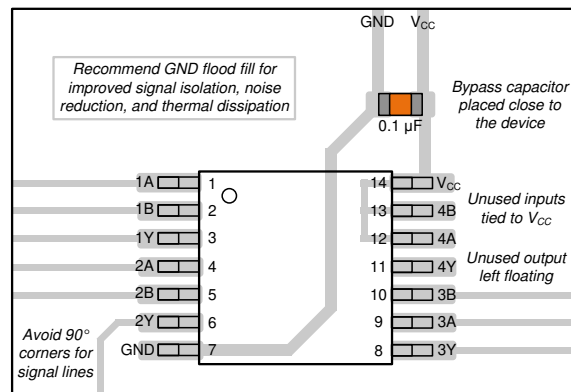 GND VCC
Recommend GND flood fill for
improved signal isolation, noise
reduction, and thermal dissipation
Bypass capacitor
placed close to
the device
0.1 µF
1A 1 14 VCC
1B 2 13 4B
1Y 3 12 4A
2A 4 11 4Y
2B 5 10 3B
2Y 6 9 3A
GND 7 8 3Y
Unused inputs
tied to VCC
Unused output
left floating
Avoid 90°
corners for
signal lines